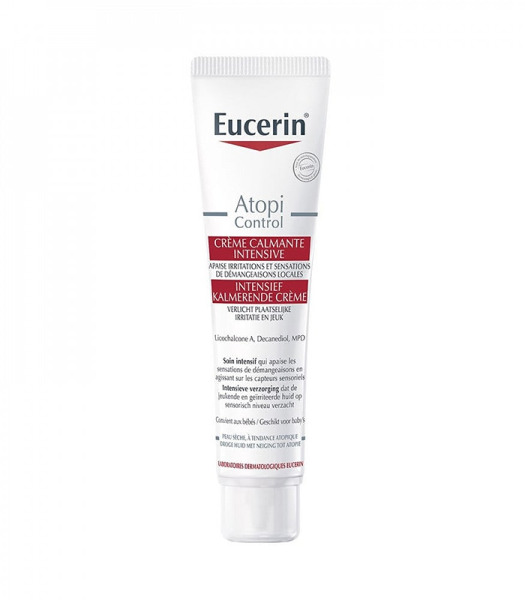 Eucerin®
Eucerin
Atopi
Control
CRÈME CALMANTE
INTENSIVE
APAISE IRRITATIONS ET SENSATIONS
DE DÉMANGEAISONS LOCALES
INTENSIEF
KALMERENDE CRÈME
VERLICHT PLAATSELIJKE
IRRITATIE EN JEUK
Licochalcone A, Decanediol, MPD
Soin intensif qui apaise les
sensations de démangeaisons en
agissant sur les capteurs sensoriels
Intensieve verzorging dat de
jeukende en geïrriteerde huid op
sensorisch niveau verzacht
Convient aux bébés / Geschikt voor baby's
PEAU SÈCHE, À TENDANCE ATOPIQUE
DROGE HUID MET NEIGING TOT ATOPIE
LABORATOIRES DERMATOLOGIQUES EUCERIN